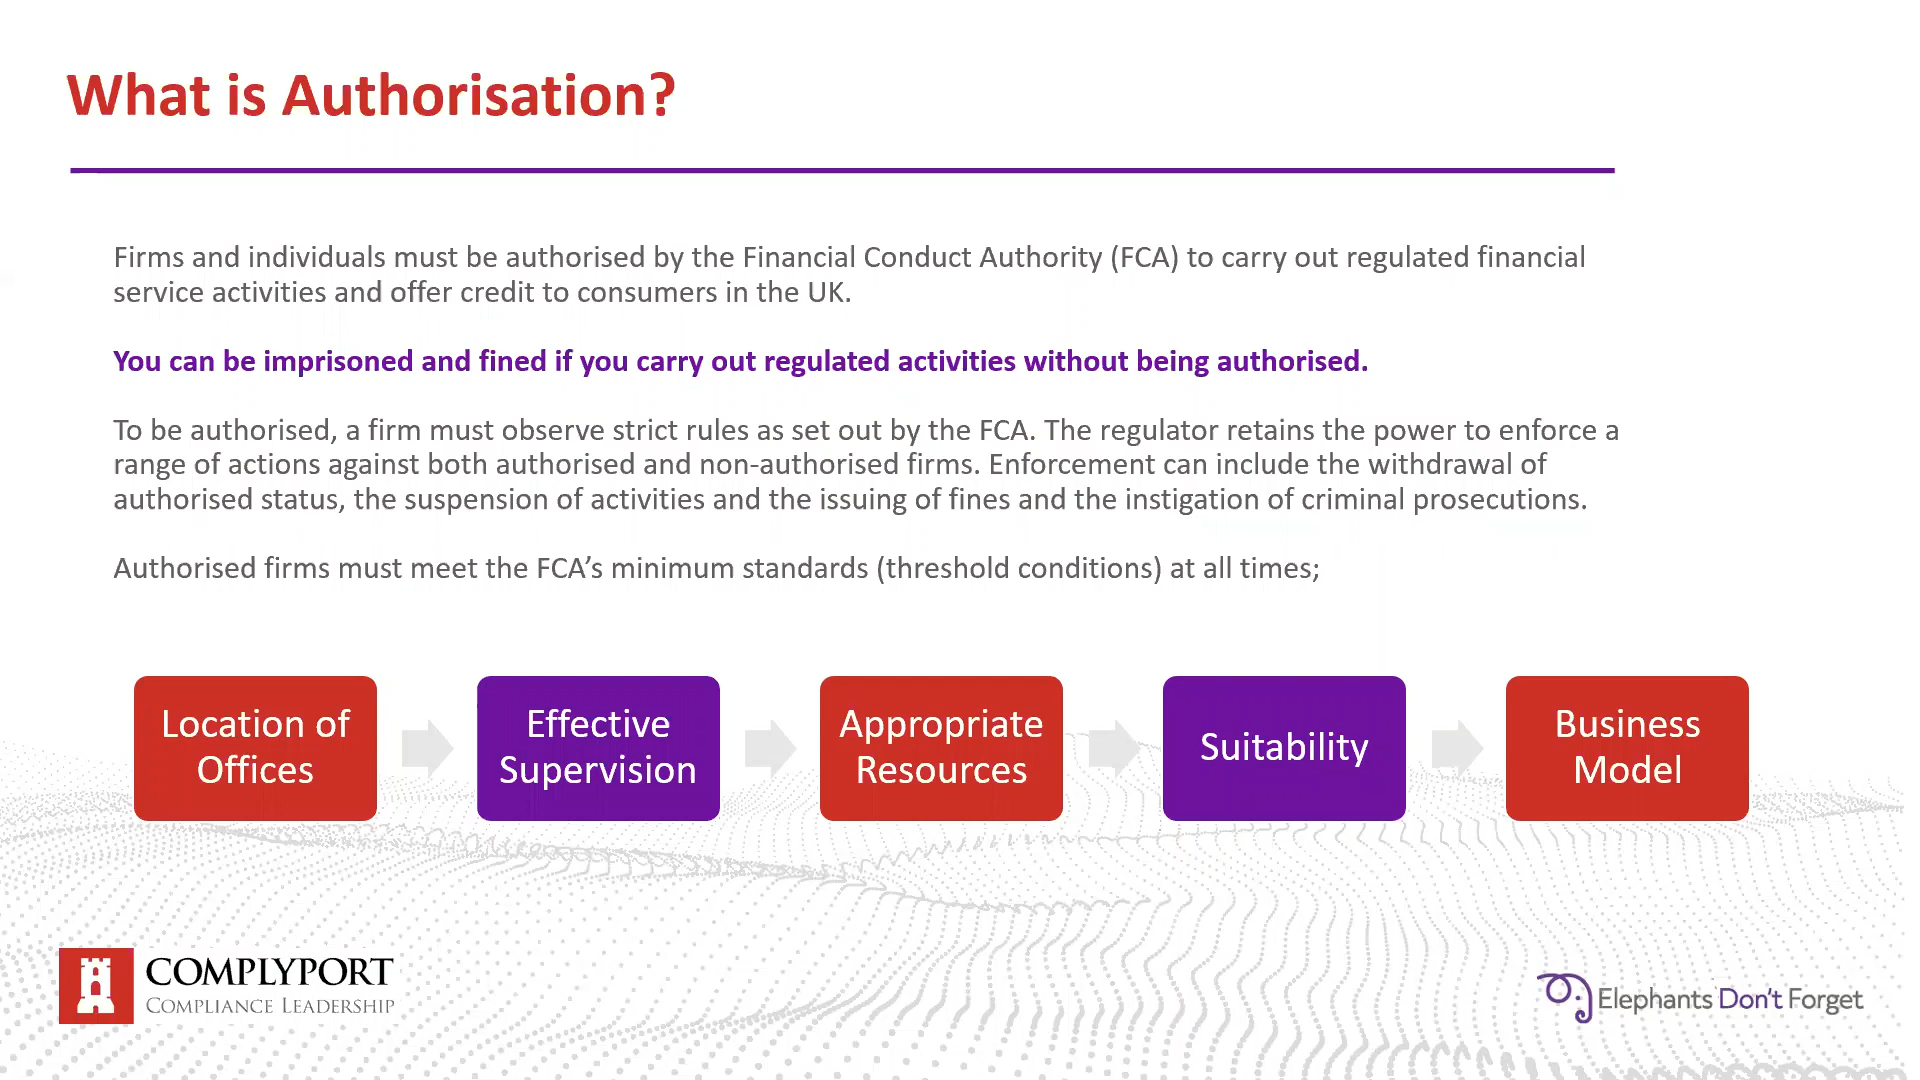 What is Authorisation?
Firms and individuals must be authorised by the Financial Conduct Authority (FCA) to carry out regulated financial
service activities and offer credit to consumers in the UK.
You can be imprisoned and fined if you carry out regulated activities without being authorised.
To be authorised, a firm must observe strict rules as set out by the FCA. The regulator retains the power to enforce a
range of actions against both authorised and non-authorised firms. Enforcement can include the withdrawal of
authorised status, the suspension of activities and the issuing of fines and the instigation of criminal prosecutions.
Authorised firms must meet the FCA’s minimum standards (threshold conditions) at all times;
Location of
Offices
Effective
Supervision
Appropriate
Resources
Suitability
Business
Model
COMPLYPORT
COMPLIANCE LEADERSHIP
Elephants Don't Forget